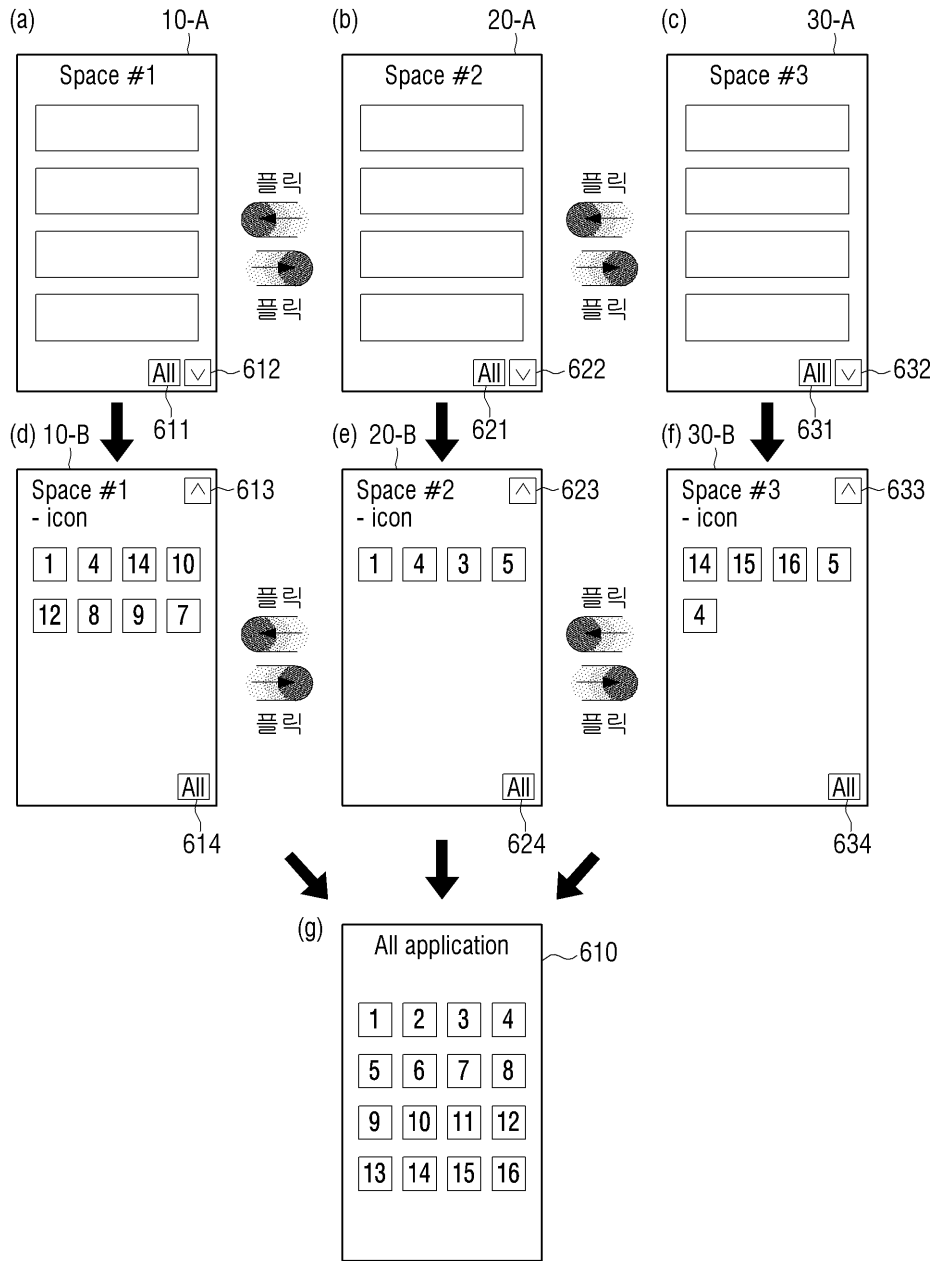 (a) 10-A (b) 20-A (c) 30-A
Space #1 Space #2 Space #3
플릭 플릭
플릭 플릭
All 612 All 622 All 632
611 621 631
(d) 10-B (e) 20-B (f) 30-B
Space #1 613 Space #2 623 Space #3 633
- icon - icon - icon
1 4 14 10 1 4 3 5 14 15 16 5
플릭 플릭
12 8 9 7 4
플릭 플릭
All All All
614 624 634
(g) All application 610
1 2 3 4
5 6 7 8
9 10 11 12
13 14 15 16